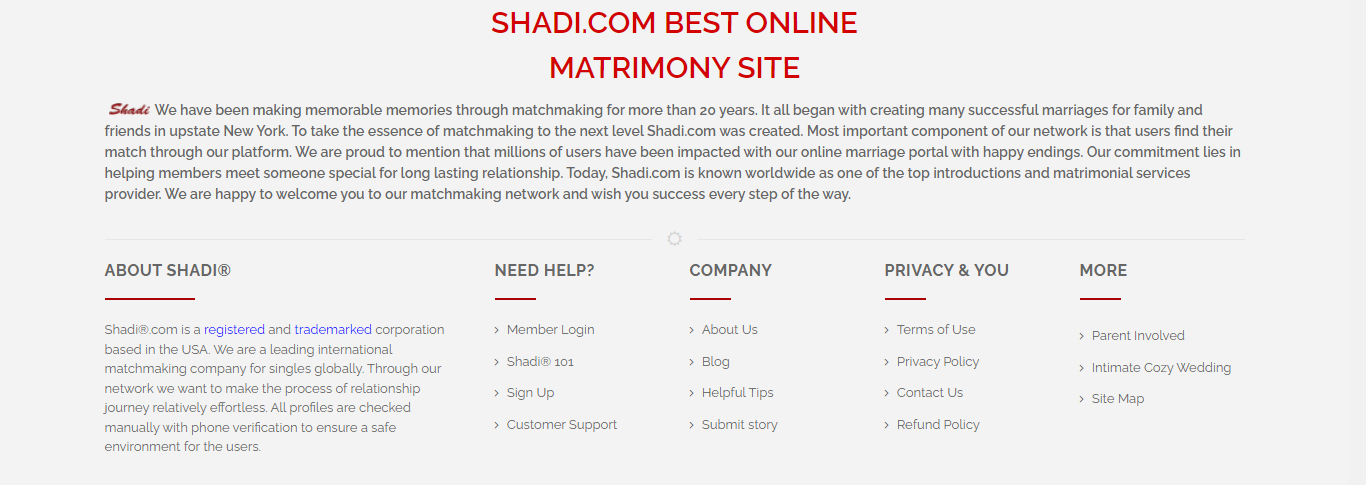 SHADI.COM BEST ONLINE
MATRIMONY SITE
Shadi We have been making memorable memories through matchmaking for more than 20 years. It all began with creating many successful marriages for family and
friends in upstate New York. To take the essence of matchmaking to the next level Shadi.com was created. Most important component of our network is that users find their
match through our platform. We are proud to mention that millions of users have been impacted with our online marriage portal with happy endings. Our commitment lies in
helping members meet someone special for long lasting relationship. Today, Shadi.com is known worldwide as one of the top introductions and matrimonial services
provider. We are happy to welcome you to our matchmaking network and wish you success every step of the way.
ABOUT SHADI®
Shadi®.com is a registered and trademarked corporation
based in the USA. We are a leading international
matchmaking company for singles globally. Through our
network we want to make the process of relationship
journey relatively effortless. All profiles are checked
manually with phone verification to ensure a safe
environment for the users.
NEED HELP?
Member Login
Shadi® 101
Sign Up
Customer Support
COMPANY
About Us
Blog
Helpful Tips
Submit story
PRIVACY & YOU
Terms of Use
Privacy Policy
Contact Us
Refund Policy
MORE
Parent Involved
Intimate Cozy Wedding
Site Map